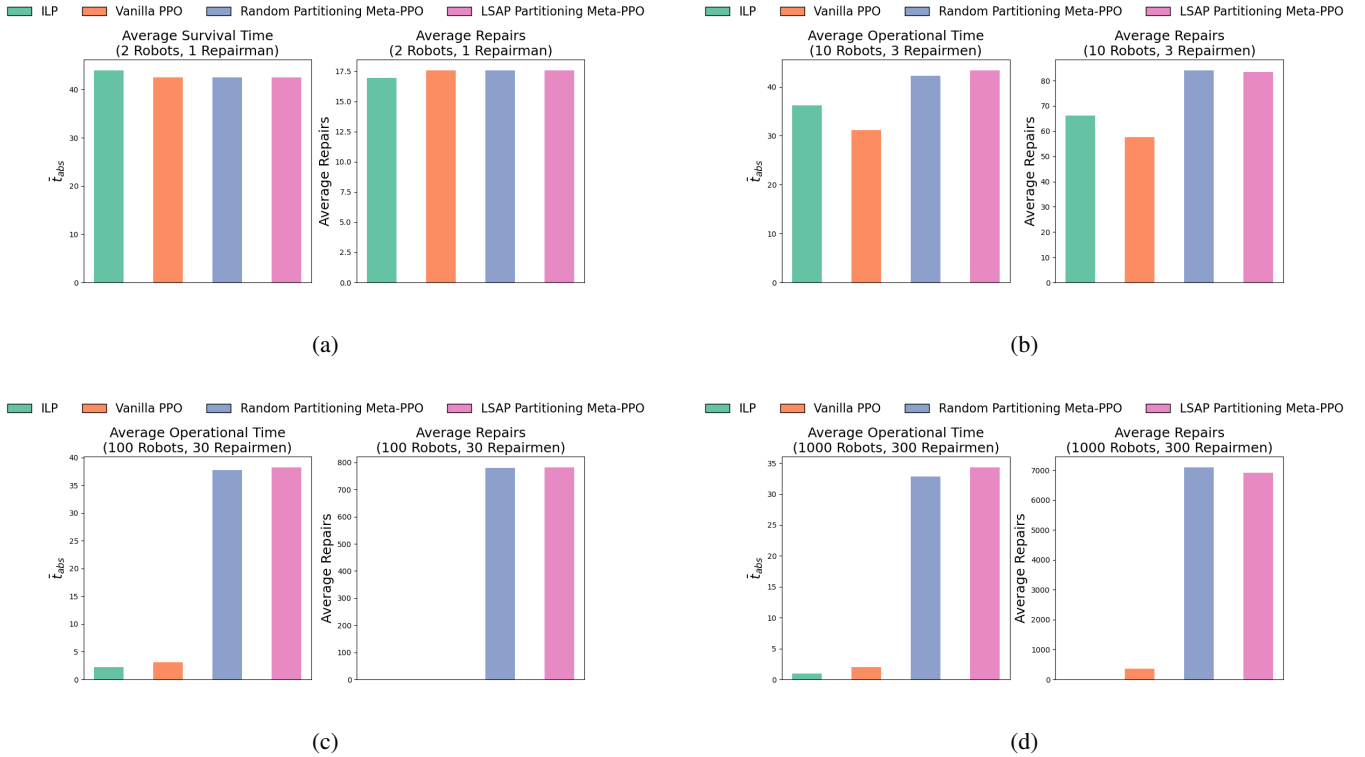 ILP Vanilla PPO Random Partitioning Meta-PPO LSAP Partitioning Meta-PPO
Average Survival Time
(2 Robots, 1 Repairman)
t̄abs
40
30
20
10
0
Average Repairs
(2 Robots, 1 Repairman)
Average Repairs
17.5
15.0
12.5
10.0
7.5
5.0
2.5
0.0
(a)
ILP Vanilla PPO Random Partitioning Meta-PPO LSAP Partitioning Meta-PPO
Average Operational Time
(10 Robots, 3 Repairmen)
t̄abs
40
30
20
10
0
Average Repairs
(10 Robots, 3 Repairmen)
Average Repairs
80
70
60
50
40
30
20
10
0
(b)
ILP Vanilla PPO Random Partitioning Meta-PPO LSAP Partitioning Meta-PPO
Average Operational Time
(100 Robots, 30 Repairmen)
t̄abs
40
35
30
25
20
15
10
5
0
Average Repairs
(100 Robots, 30 Repairmen)
Average Repairs
800
700
600
500
400
300
200
100
0
(c)
ILP Vanilla PPO Random Partitioning Meta-PPO LSAP Partitioning Meta-PPO
Average Operational Time
(1000 Robots, 300 Repairmen)
t̄abs
35
30
25
20
15
10
5
0
Average Repairs
(1000 Robots, 300 Repairmen)
Average Repairs
7000
6000
5000
4000
3000
2000
1000
0
(d)